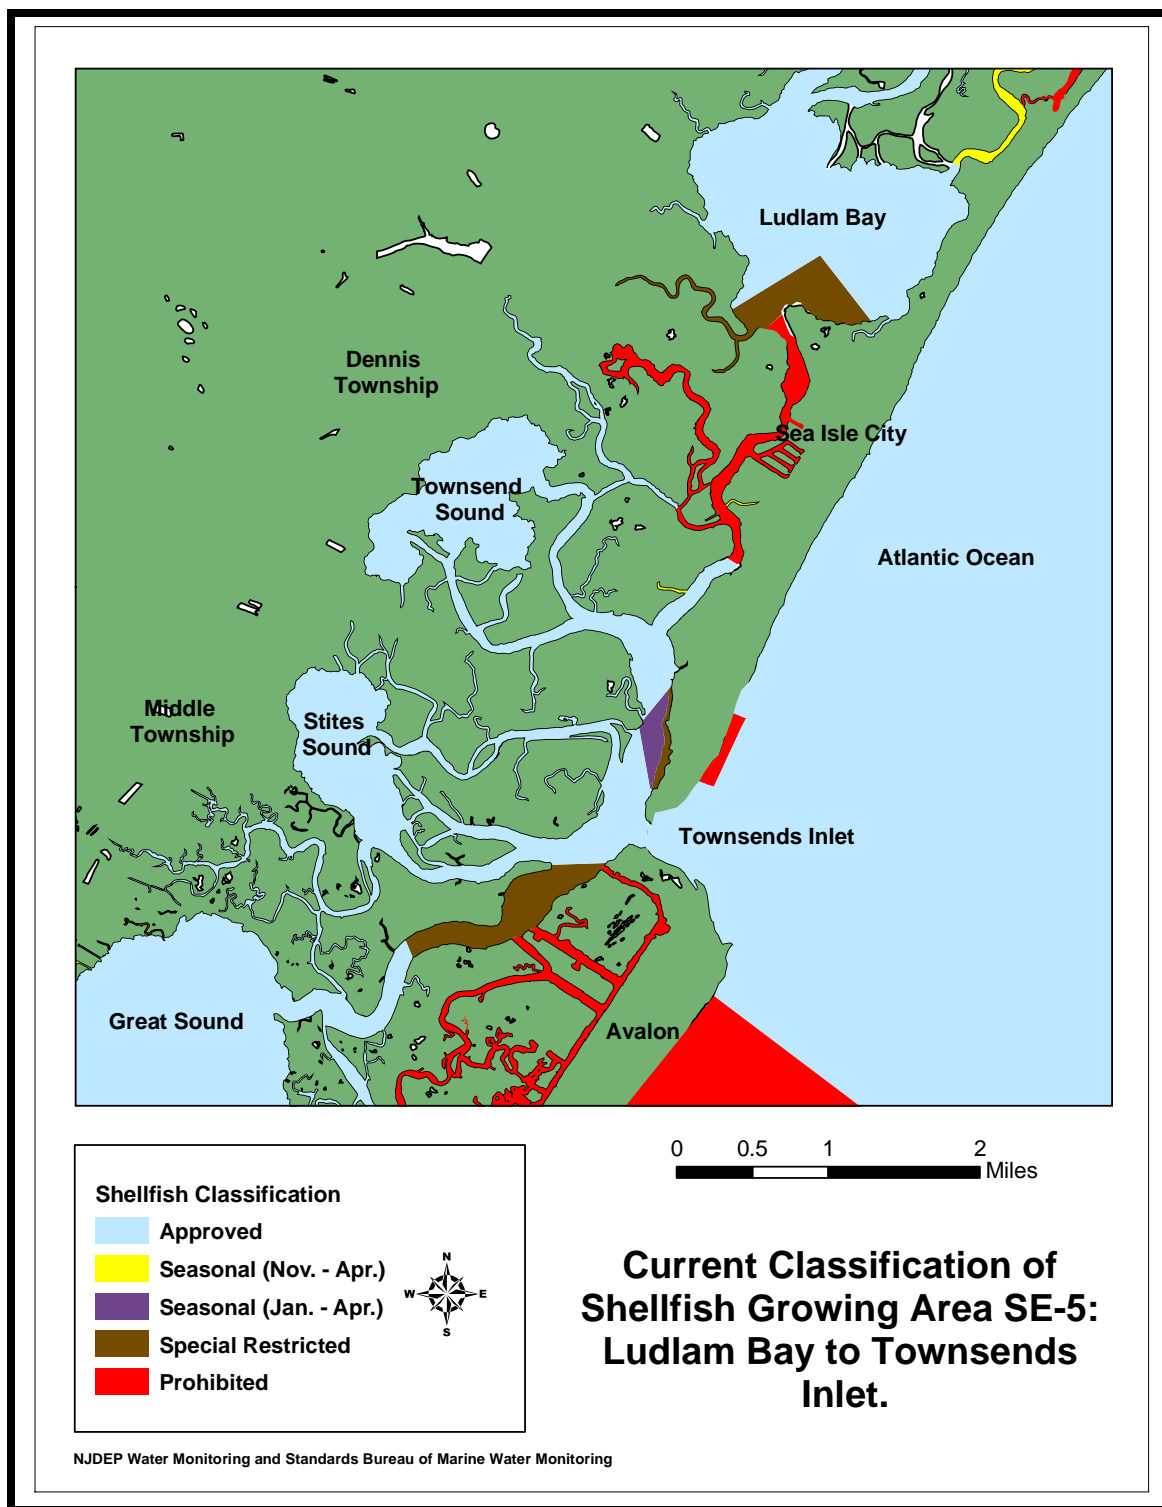 Ludlam Bay
Dennis
Township
Sea Isle City
Townsend
Sound
Atlantic Ocean
Middle
Township
Stites
Sound
Townsends Inlet
Great Sound
Avalon
0 0.5 1 2
Miles
Shellfish Classification
Approved
Seasonal (Nov. - Apr.)
Seasonal (Jan. - Apr.)
Special Restricted
Prohibited
N
W E
S
Current Classification of
Shellfish Growing Area SE-5:
Ludlam Bay to Townsends
Inlet.
NJDEP Water Monitoring and Standards Bureau of Marine Water Monitoring